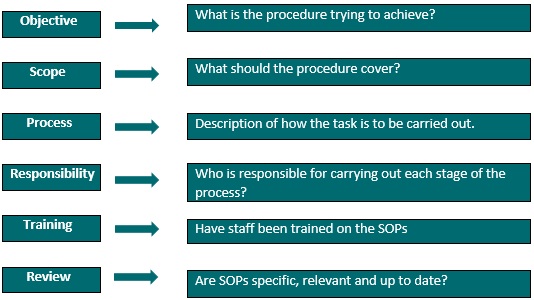 Objective
What is the procedure trying to achieve?
Scope
What should the procedure cover?
Process
Description of how the task is to be carried out.
Responsibility
Who is responsible for carrying out each stage of the
process?
Training
Have staff been trained on the SOPs
Review
Are SOPs specific, relevant and up to date?